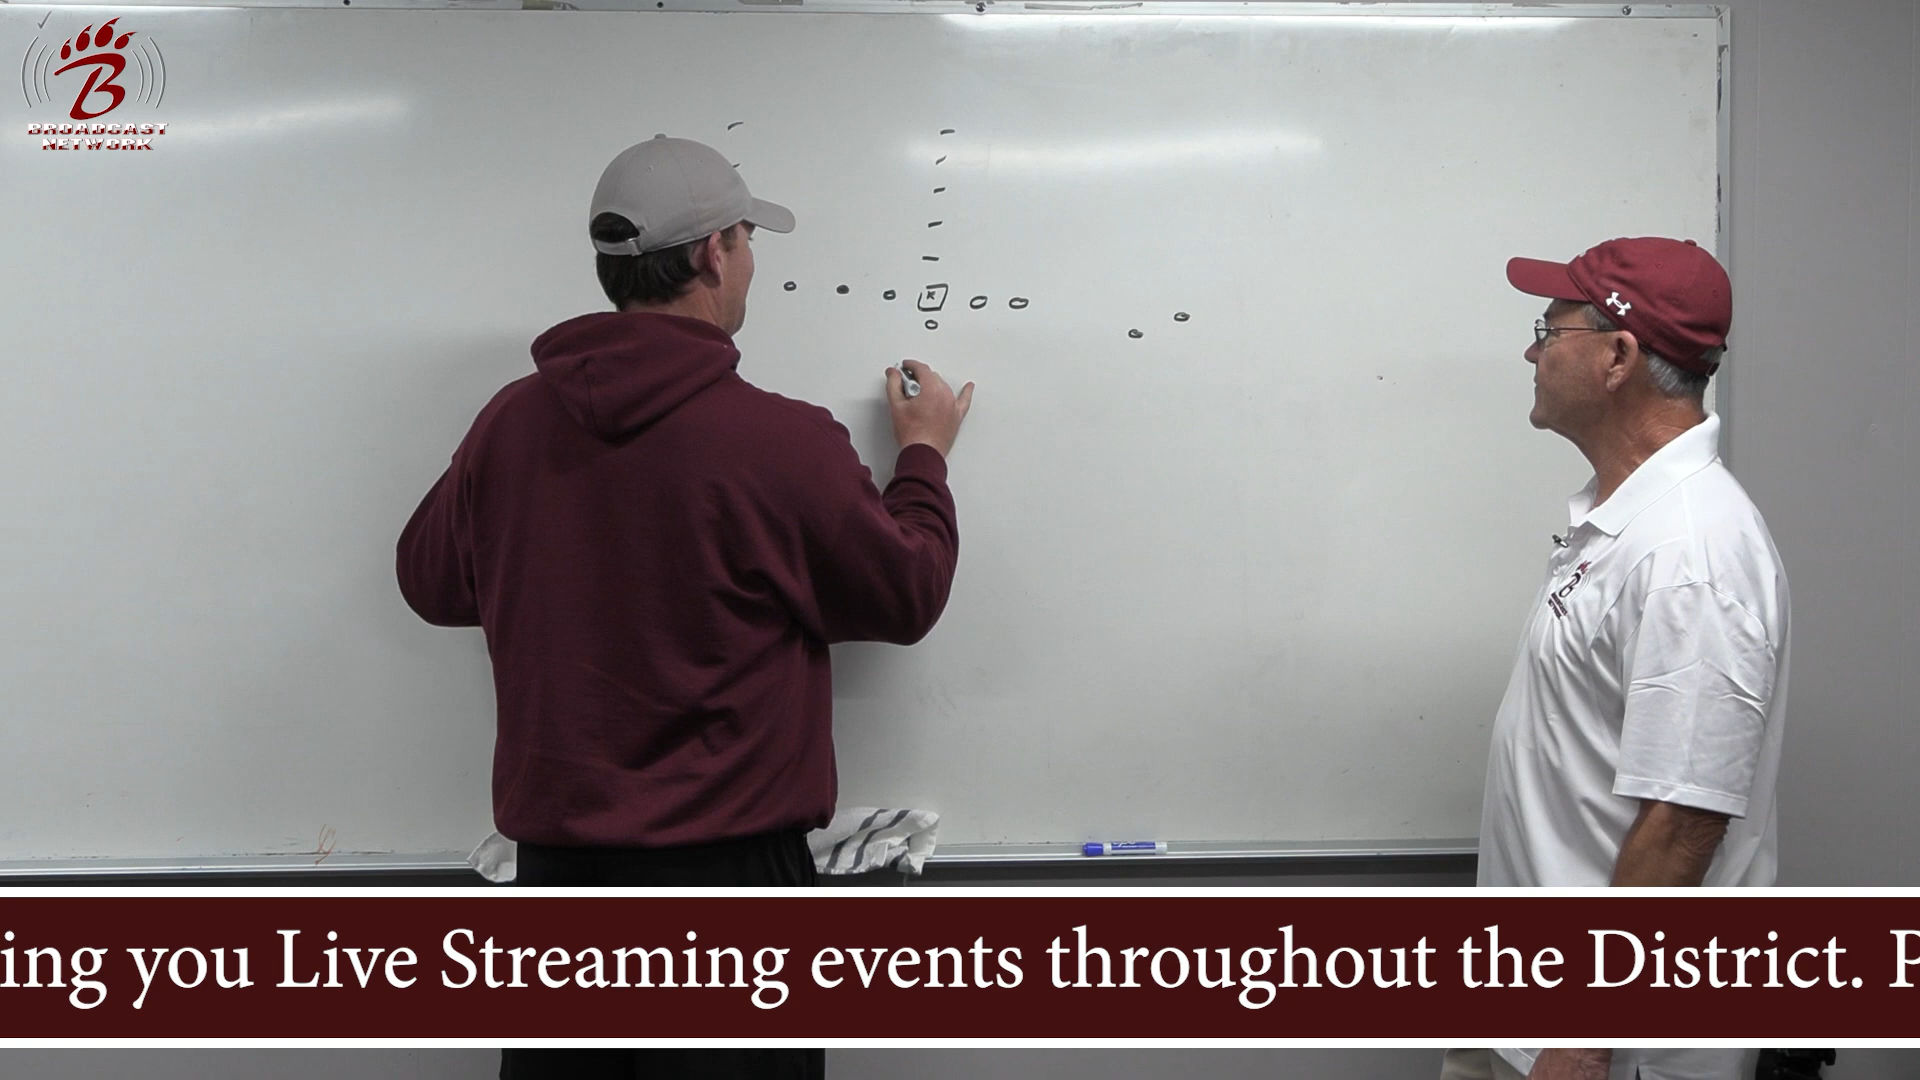 B
BROADCAST
NETWORK
ing you Live Streaming events throughout the District. P